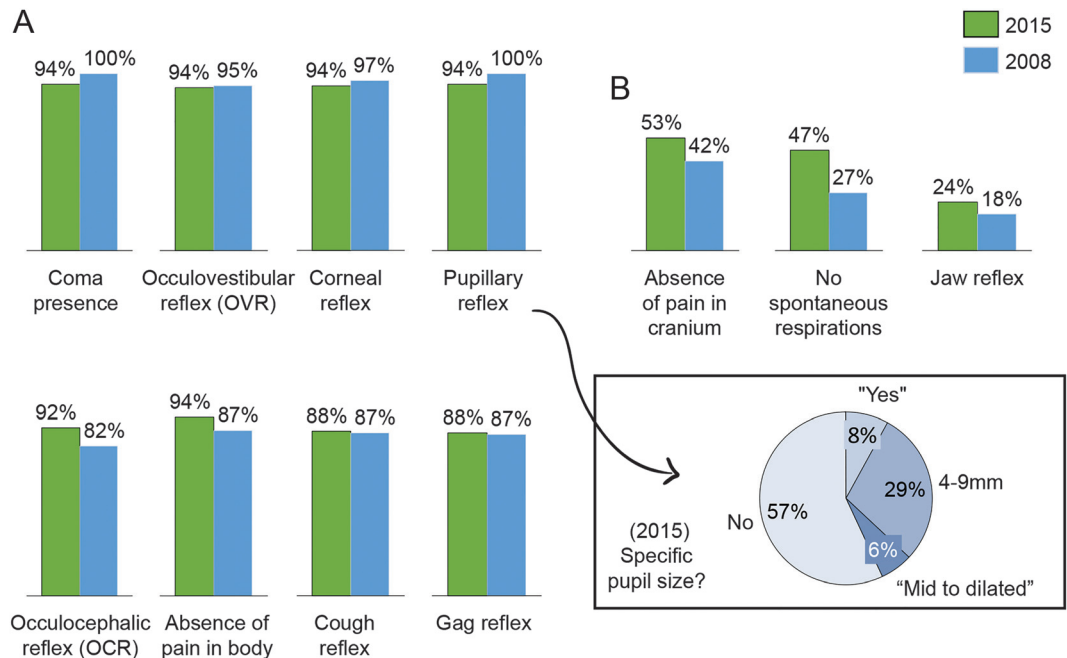 A
2015
2008
94%
100%
94%
95%
94%
97%
94%
100%
Coma
presence
Occulovestibular
reflex (OVR)
Corneal
reflex
Pupillary
reflex
B
53%
42%
47%
27%
24%
18%
Absence
of pain in
cranium
No
spontaneous
respirations
Jaw reflex
92%
82%
94%
87%
88%
87%
88%
87%
Occulocephalic
reflex (OCR)
Absence of
pain in body
Cough
reflex
Gag reflex
(2015)
Specific
pupil size?
"Yes"
8%
29%
4-9mm
6%
“Mid to dilated”
57%
No